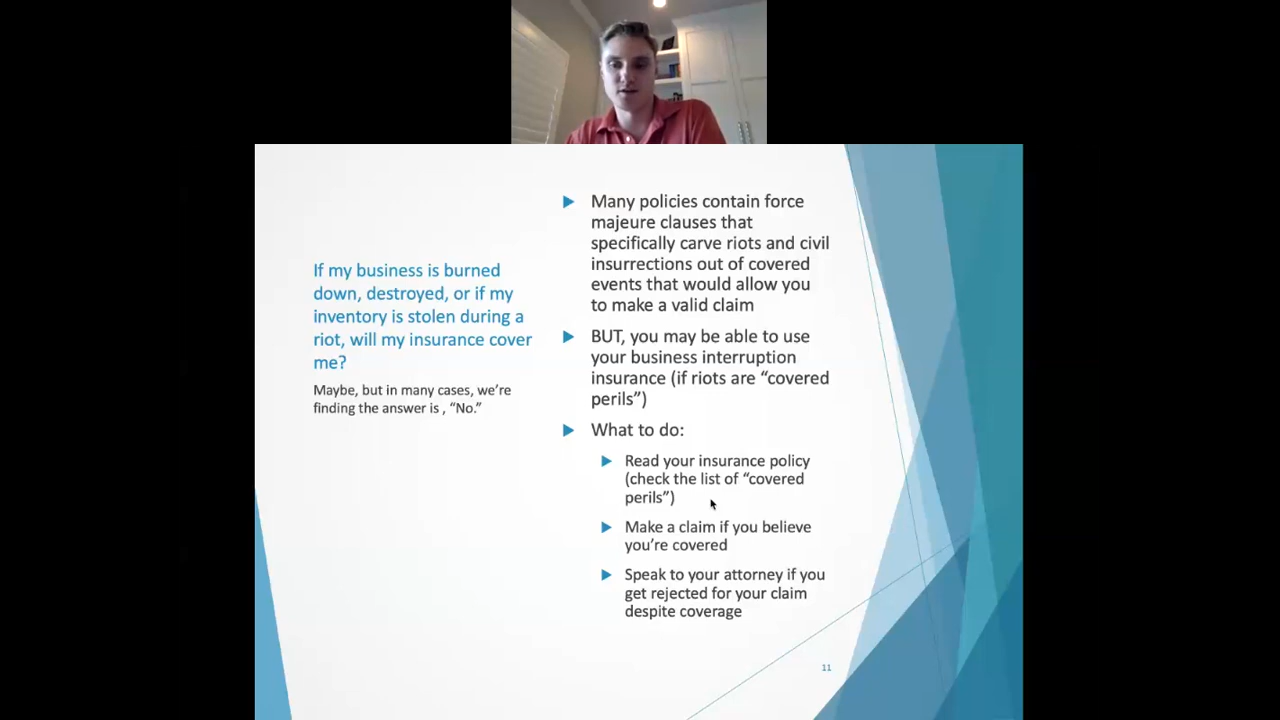 If my business is burned
down, destroyed, or if my
inventory is stolen during a
riot, will my insurance cover
me?
Maybe, but in many cases, we're
finding the answer is , “No.”
Many policies contain force
majeure clauses that
specifically carve riots and civil
insurrections out of covered
events that would allow you
to make a valid claim
BUT, you may be able to use
your business interruption
insurance (if riots are “covered
perils”)
What to do:
Read your insurance policy
(check the list of “covered
perils”)
Make a claim if you believe
you're covered
Speak to your attorney if you
get rejected for your claim
despite coverage
11